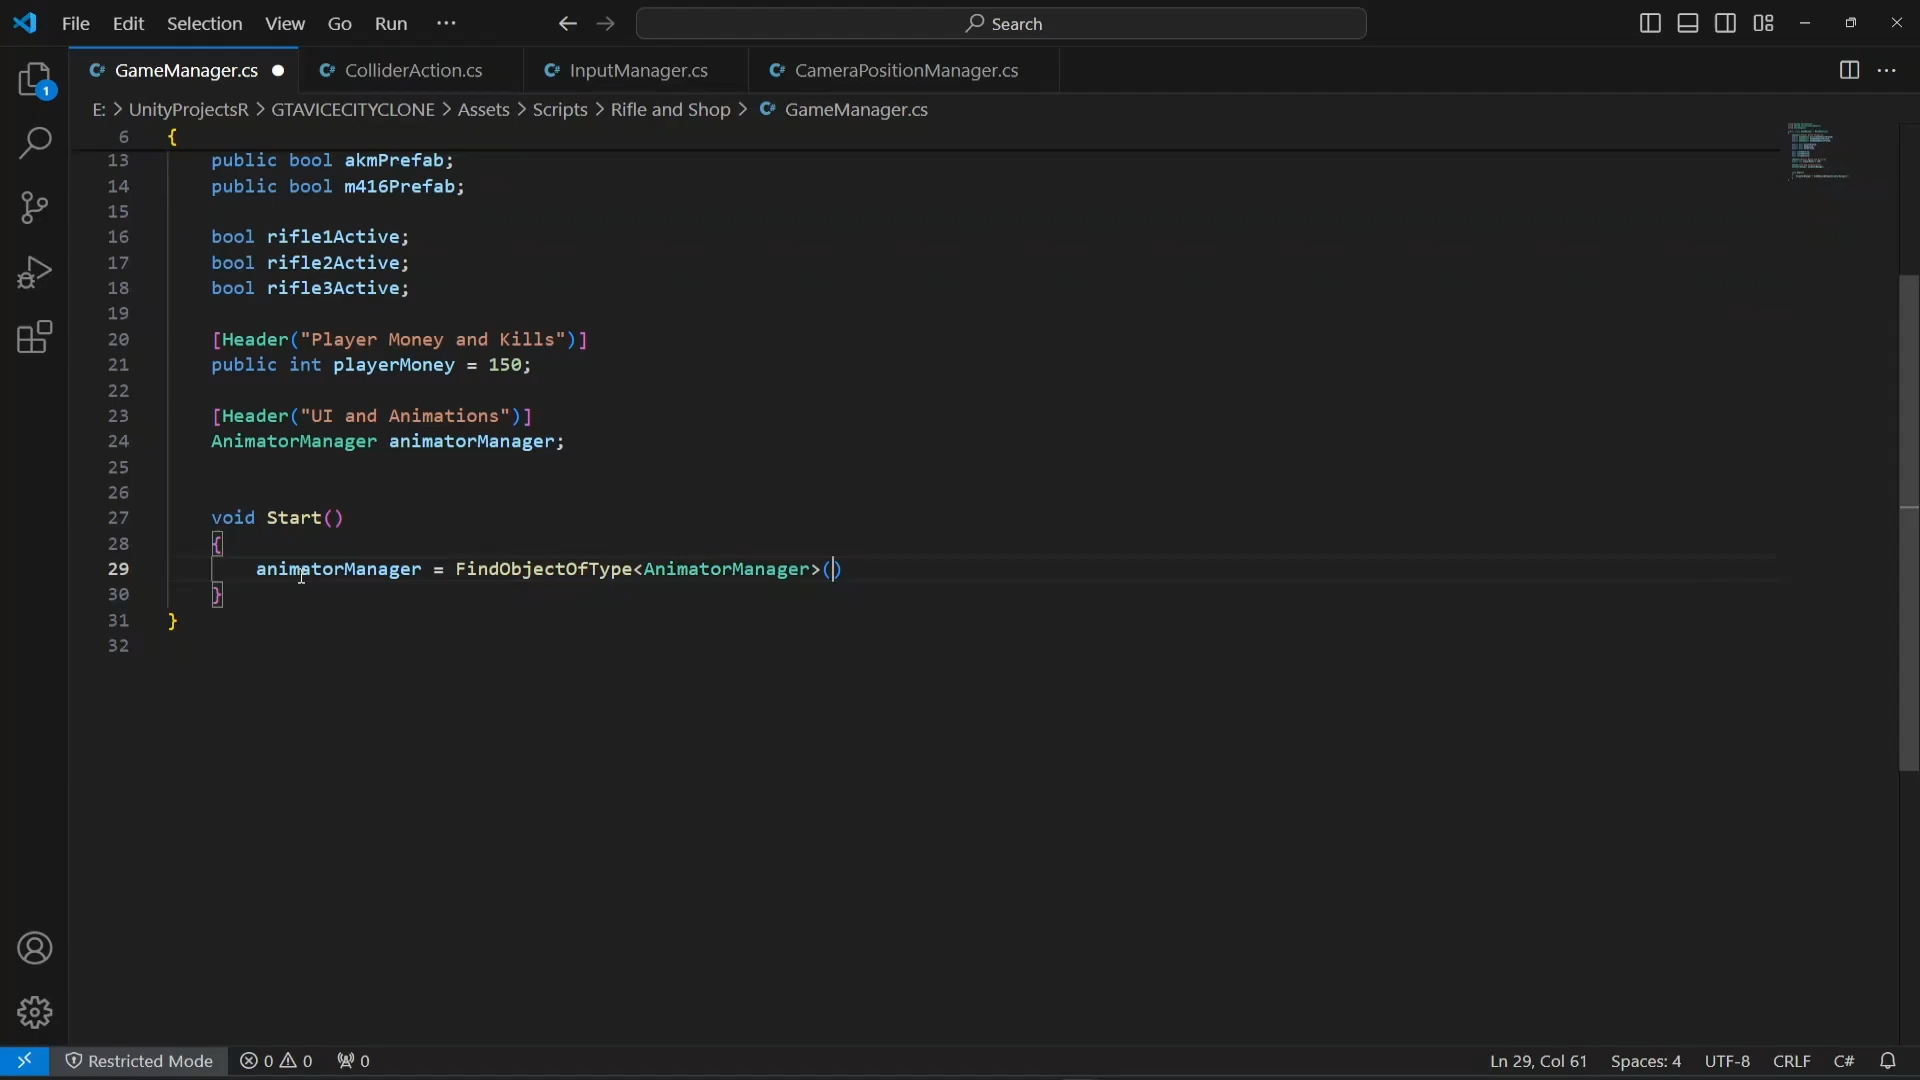 File Edit Selection View Go Run ··· Search
GameManager.cs ColliderAction.cs InputManager.cs CameraPositionManager.cs
E: > UnityProjectsR > GTAVICECITYCLONE > Assets > Scripts > Rifle and Shop > GameManager.cs
6 {
13 public bool akmPrefab;
14 public bool m416Prefab;
15
16 bool rifle1Active;
17 bool rifle2Active;
18 bool rifle3Active;
19
20 [Header("Player Money and Kills")]
21 public int playerMoney = 150;
22
23 [Header("UI and Animations")]
24 AnimatorManager animatorManager;
25
26
27 void Start()
28 {
29 animatorManager = FindObjectOfType<AnimatorManager>()
30 }
31 }
32
1
Restricted Mode 0 0 0 Ln 29, Col 61 Spaces: 4 UTF-8 CRLF C#